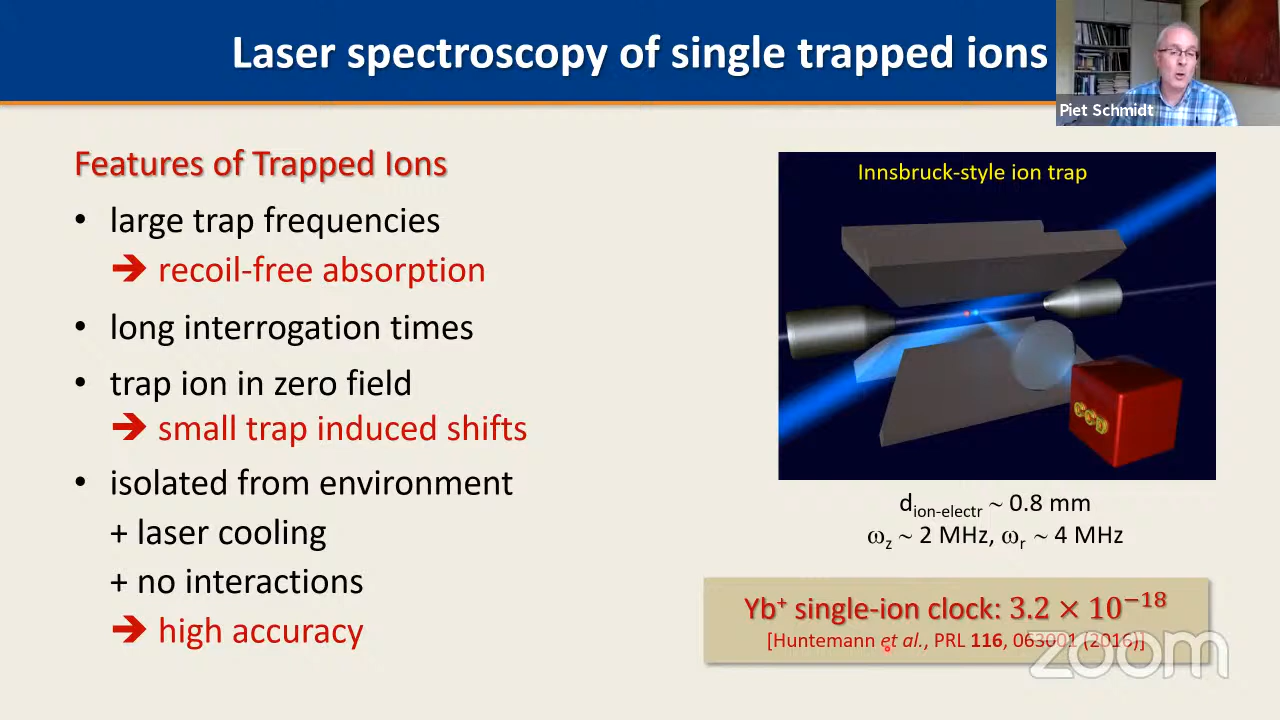 Laser spectroscopy of single trapped ions
Piet Schmidt
Features of Trapped Ions
• large trap frequencies
➔ recoil-free absorption
• long interrogation times
• trap ion in zero field
➔ small trap induced shifts
• isolated from environment
+ laser cooling
+ no interactions
➔ high accuracy
Innsbruck-style ion trap
CCD
d_ion-electr ~ 0.8 mm
ω_z ~ 2 MHz, ω_r ~ 4 MHz
Yb⁺ single-ion clock: 3.2 × 10⁻¹⁸
[Huntemann et al., PRL 116, 063001 (2016)]
zoom